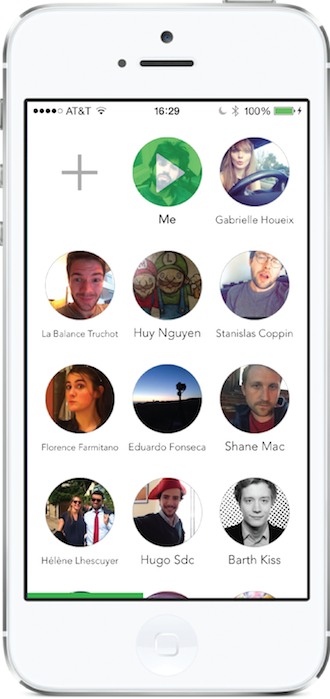 AT&T 16:29 100%
+
Me Gabrielle Houeix
La Balance Truchot Huy Nguyen Stanislas Coppin
Florence Farmitano Eduardo Fonseca Shane Mac
Hélène Lhescuyer Hugo Sdc Barth Kiss